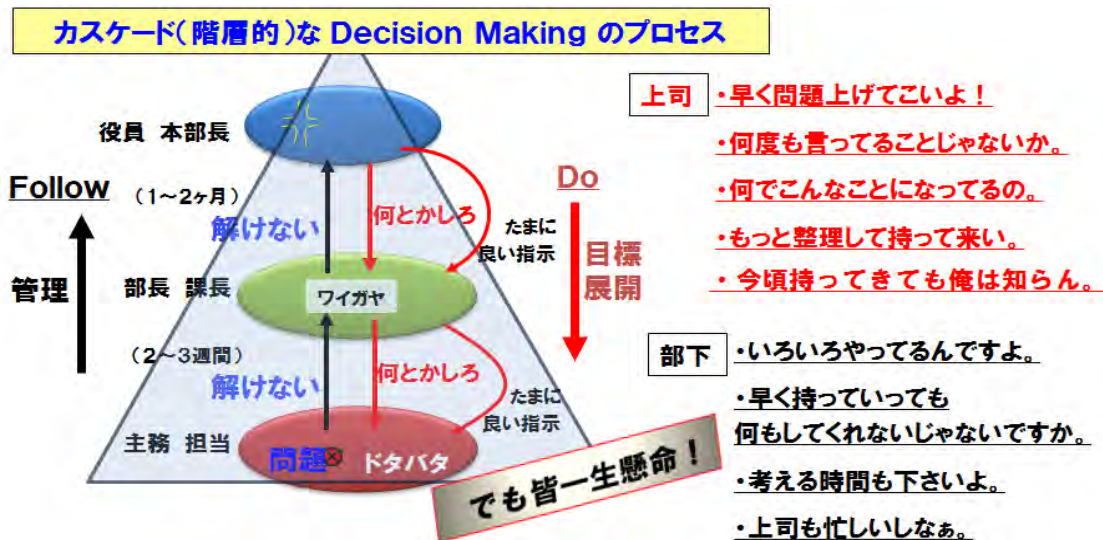 カスケード(階層的)な Decision Making のプロセス
役員 本部長
Follow
(1~2ヶ月)
解けない
何とかしろ
たまに
良い指示
Do
目標
展開
管理
部長 課長
ワイガヤ
(2~3週間)
解けない
何とかしろ
たまに
良い指示
主務 担当
問題
ドタバタ
でも皆一生懸命!
上司
・早く問題上げてこいよ!
・何度も言ってることじゃないか。
・何でこんなことになってるの。
・もっと整理して持って来い。
・今頃持ってきても俺は知らん。
部下
・いろいろやってるんですよ。
・早く持っていっても
何もしてくれないじゃないですか。
・考える時間も下さいよ。
・上司も忙しいしなぁ。